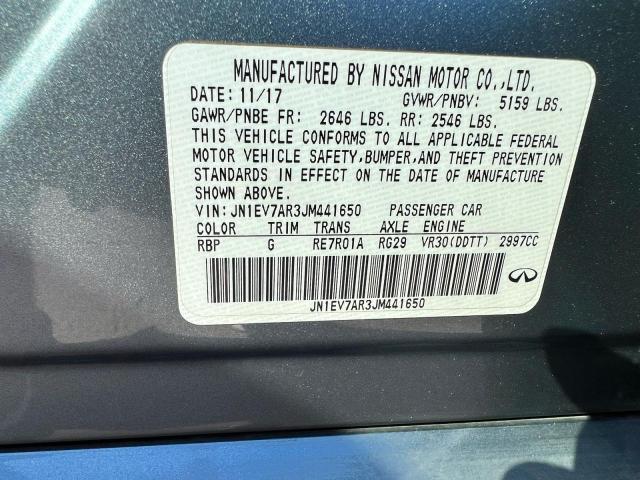 MANUFACTURED BY NISSAN MOTOR CO.,LTD.
DATE: 11/17 GVWR/PNBV: 5159 LBS.
GAWR/PNBE FR: 2646 LBS. RR: 2546 LBS.
THIS VEHICLE CONFORMS TO ALL APPLICABLE FEDERAL
MOTOR VEHICLE SAFETY,BUMPER,AND THEFT PREVENTION
STANDARDS IN EFFECT ON THE DATE OF MANUFACTURE
SHOWN ABOVE.
VIN: JN1EV7AR3JM441650 PASSENGER CAR
COLOR TRIM TRANS AXLE ENGINE
RBP G RE7R01A RG29 VR30(DDTT) 2997CC
JN1EV7AR3JM441650